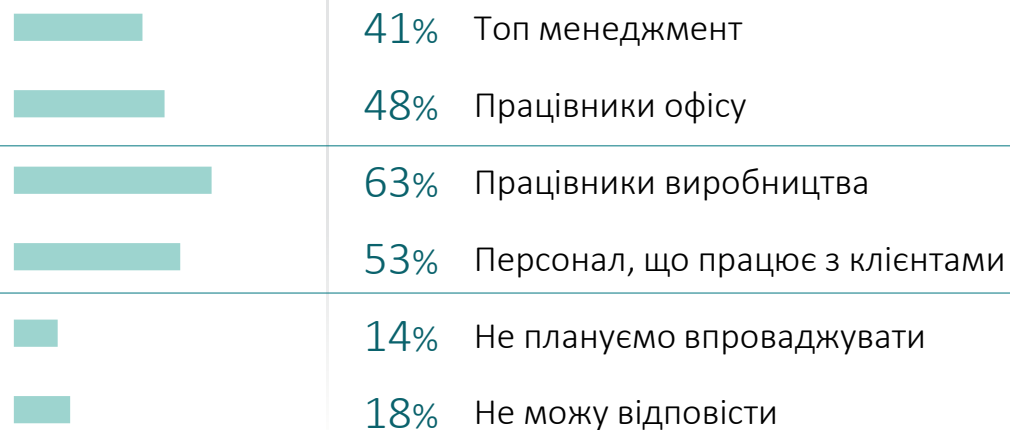 41% Топ менеджмент
48% Працівники офісу
63% Працівники виробництва
53% Персонал, що працює з клієнтами
14% Не плануємо впроваджувати
18% Не можу відповісти